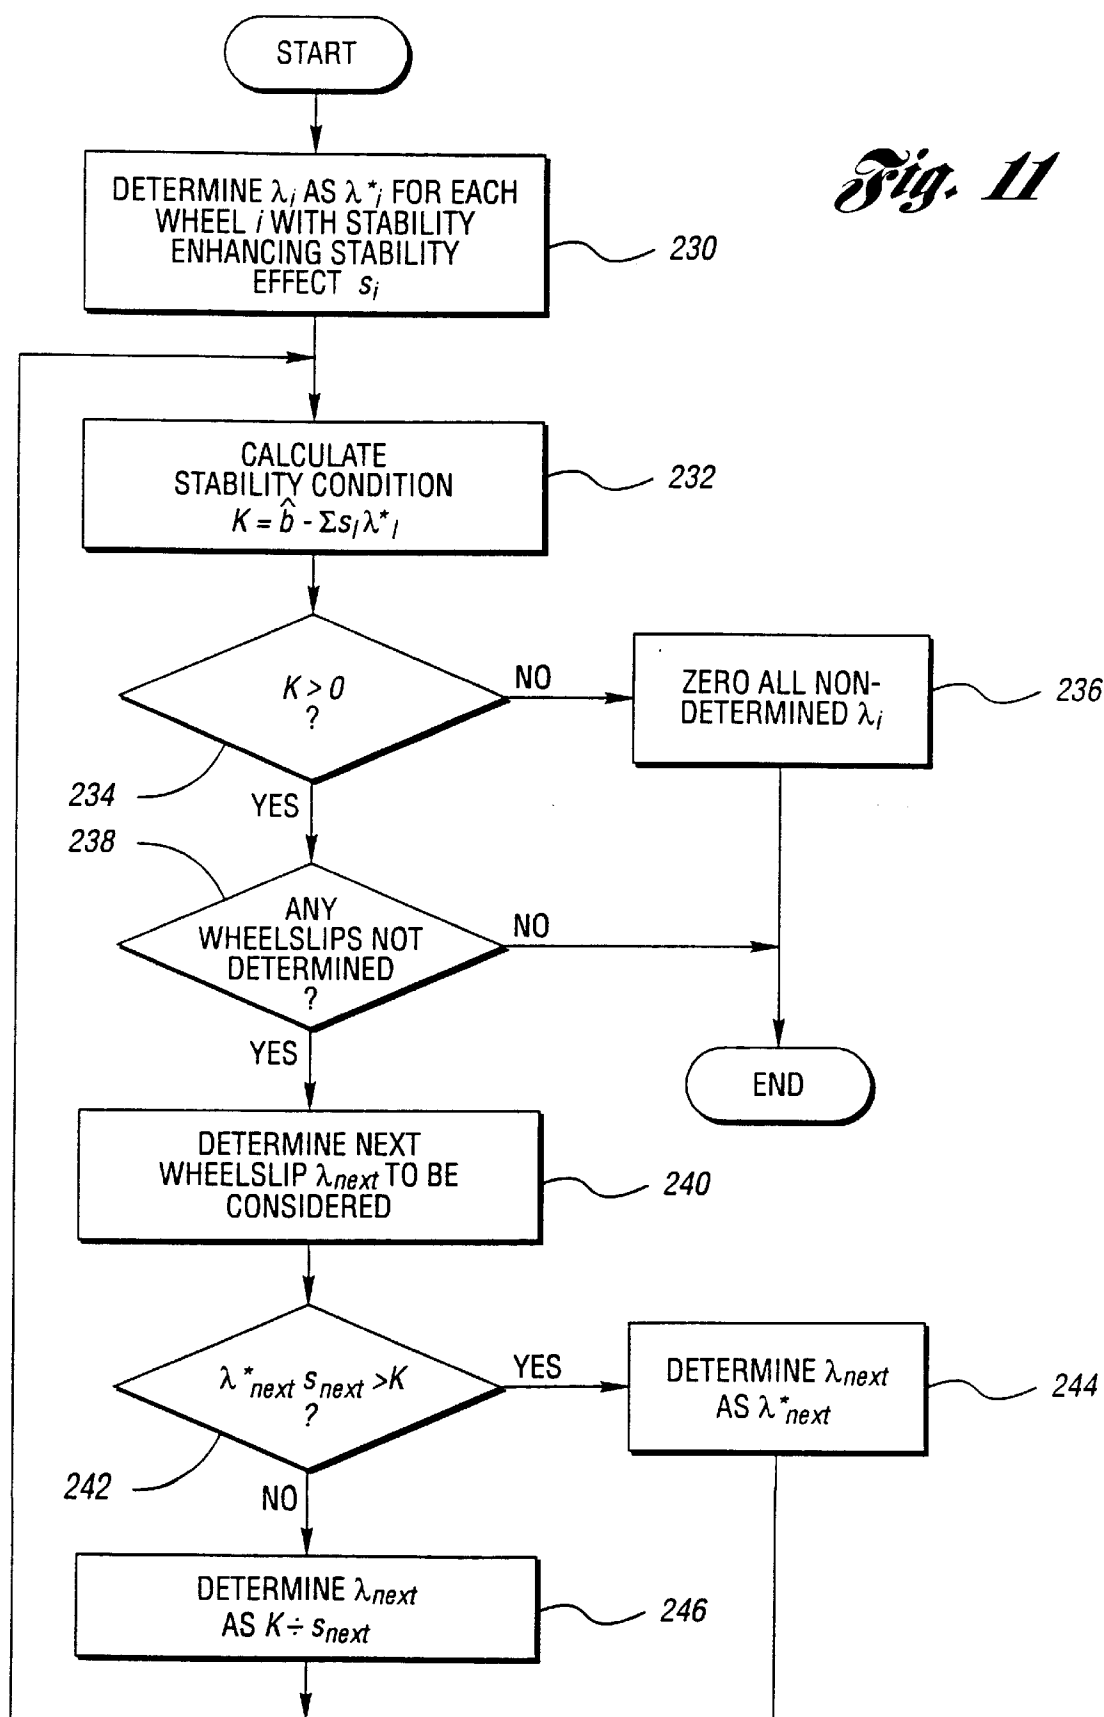 START
Fig. 11
DETERMINE λi AS λ*i FOR EACH
WHEEL i WITH STABILITY
ENHANCING STABILITY
EFFECT si
230
CALCULATE
STABILITY CONDITION
K = b̂ - Σsiλ*i
232
K > 0
?
NO
ZERO ALL NON-
DETERMINED λi
236
234
YES
238
ANY
WHEELSLIPS NOT
DETERMINED
?
NO
YES
END
DETERMINE NEXT
WHEELSLIP λnext TO BE
CONSIDERED
240
λ*next snext >K
?
YES
DETERMINE λnext
AS λ*next
244
242
NO
DETERMINE λnext
AS K ÷ snext
246